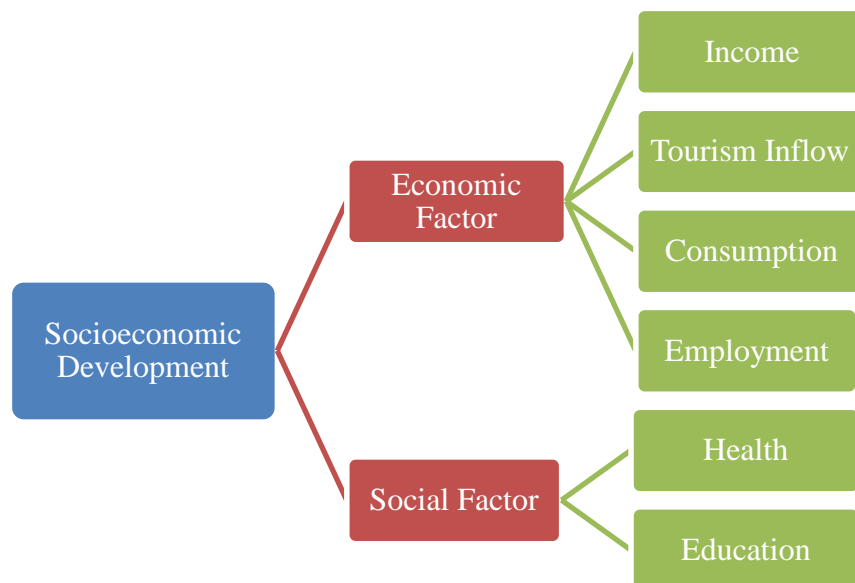 Socioeconomic
Development
Economic
Factor
Income
Tourism Inflow
Consumption
Employment
Social Factor
Health
Education